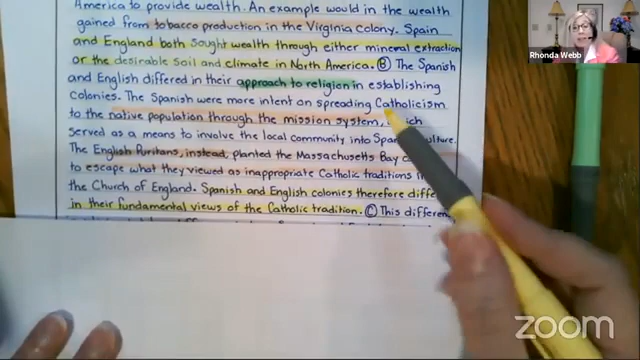 America to provide wealth. An example would in the wealth
gained from tobacco production in the Virginia Colony. Spain
and England both sought wealth through either mineral extraction
or the desirable soil and climate in North America. (B) The Spanish
and English differed in their approach to religion in establishing
colonies. The Spanish were more intent on spreading Catholicism
to the native population through the mission system,
served as a means to involve the local community into
The English Puritans, instead, planted the Massachusetts Bay
to escape what they viewed as inappropriate Catholic traditions
the Church of England. Spanish and English colonies therefore
in their fundamental views of the Catholic tradition. (C) This
Rhonda Webb
zoom